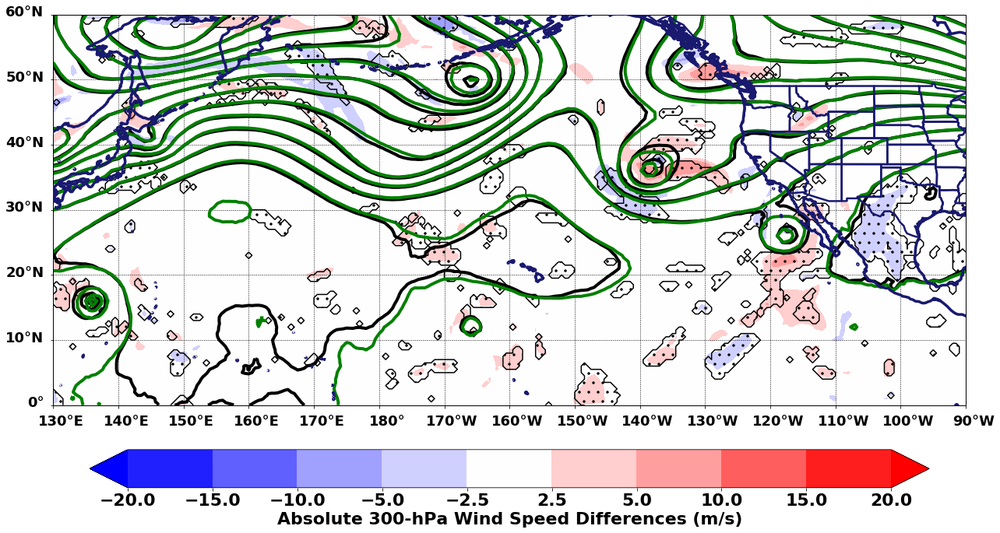 60°N
50°N
40°N
30°N
20°N
10°N
0°
130°E 140°E 150°E 160°E 170°E 180° 170°W 160°W 150°W 140°W 130°W 120°W 110°W 100°W 90°W
−20.0 −15.0 −10.0 −5.0 −2.5 2.5 5.0 10.0 15.0 20.0
Absolute 300-hPa Wind Speed Differences (m/s)